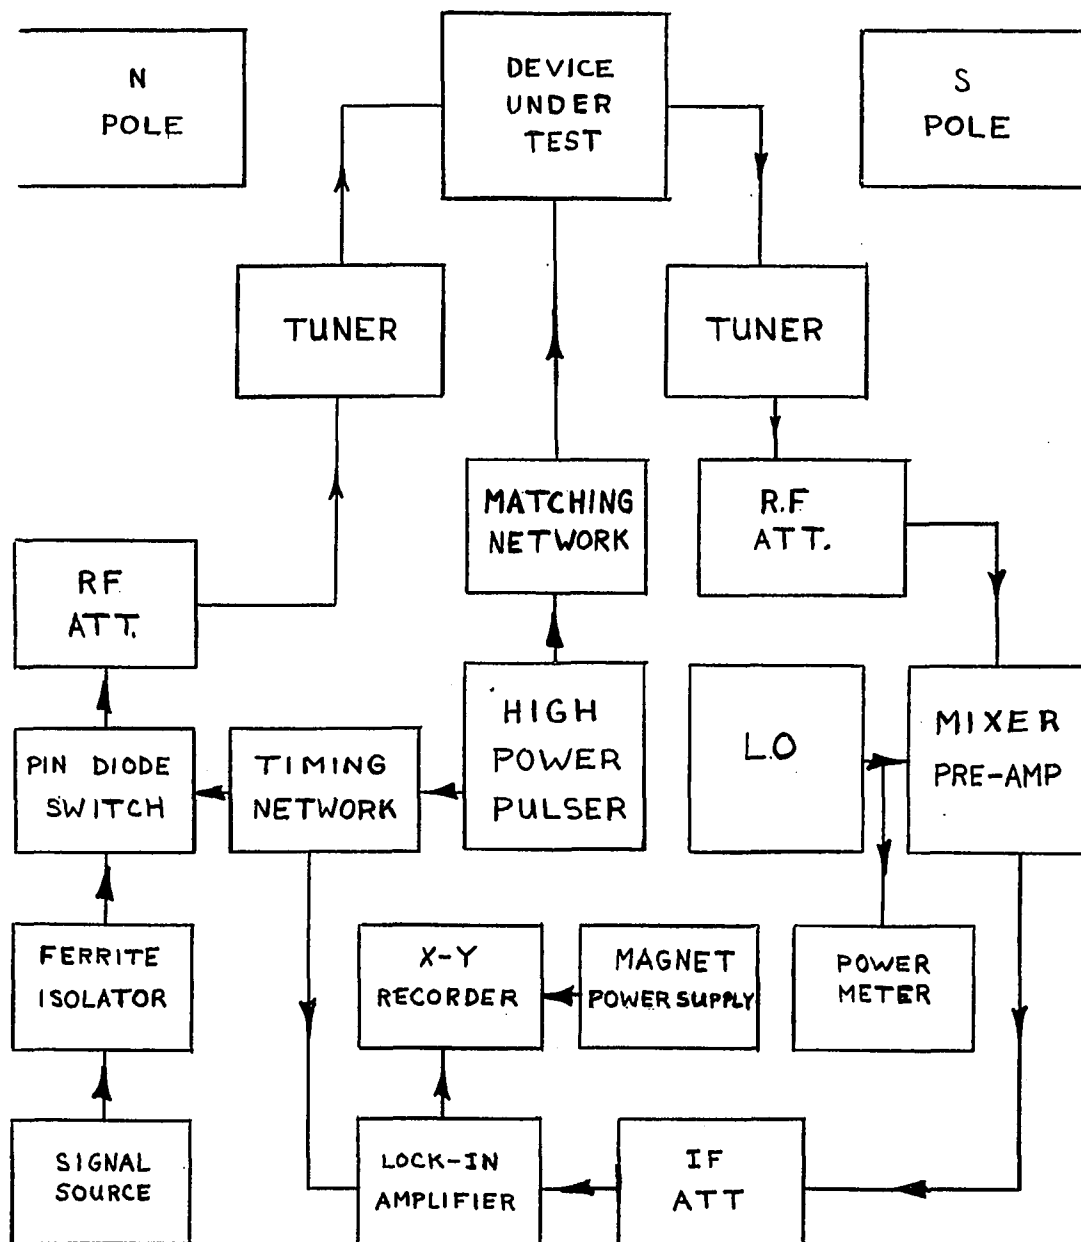 N
POLE
DEVICE
UNDER
TEST
S
POLE
TUNER
TUNER
MATCHING
NETWORK
R.F
ATT.
RF
ATT.
HIGH
POWER
PULSER
L.O
MIXER
PRE-AMP
PIN DIODE
SWITCH
TIMING
NETWORK
FERRITE
ISOLATOR
X-Y
RECORDER
MAGNET
POWER SUPPLY
POWER
METER
SIGNAL
SOURCE
LOCK-IN
AMPLIFIER
IF
ATT